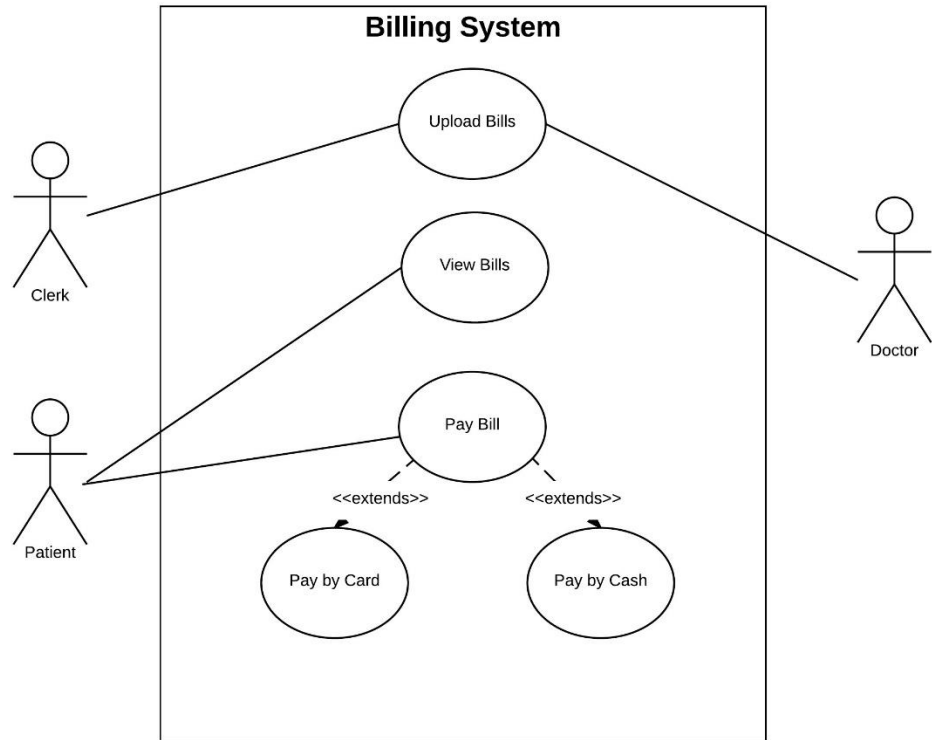 Billing System
Upload Bills
Clerk
View Bills
Doctor
Pay Bill
<<extends>>
<<extends>>
Patient
Pay by Card
Pay by Cash